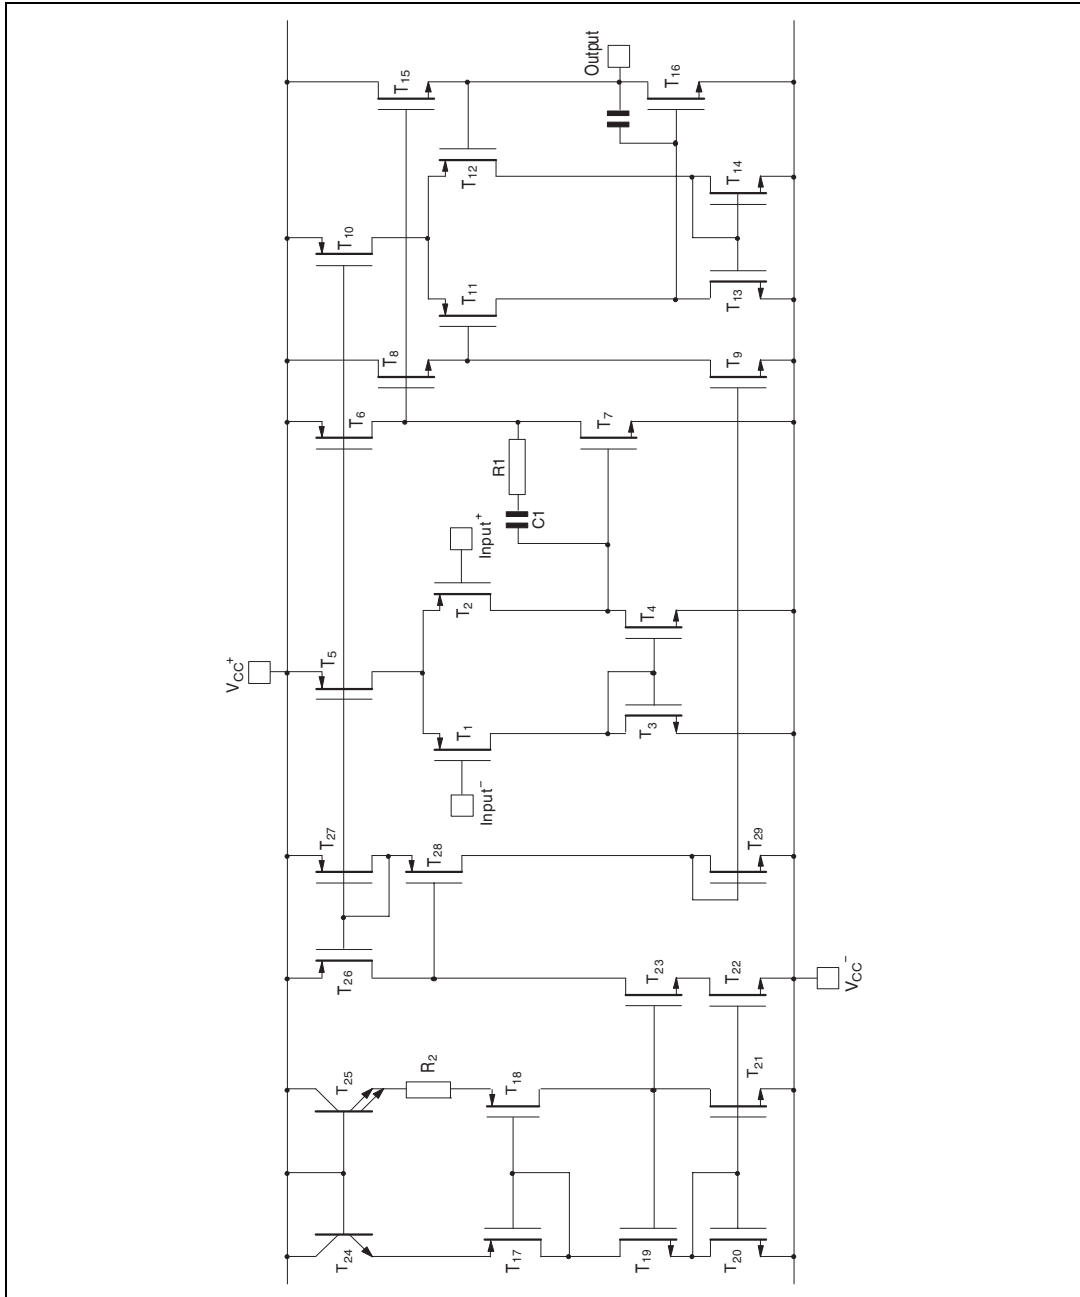 Output
T15
T16
T12
T14
T10
T11
T13
T8
T9
T6
T7
R1
C1
Input+
T2
T4
VCC+
T5
T1
T3
Input−
T27
T28
T29
T26
T23
T22
VCC−
T25
R2
T18
T21
T24
T17
T19
T20